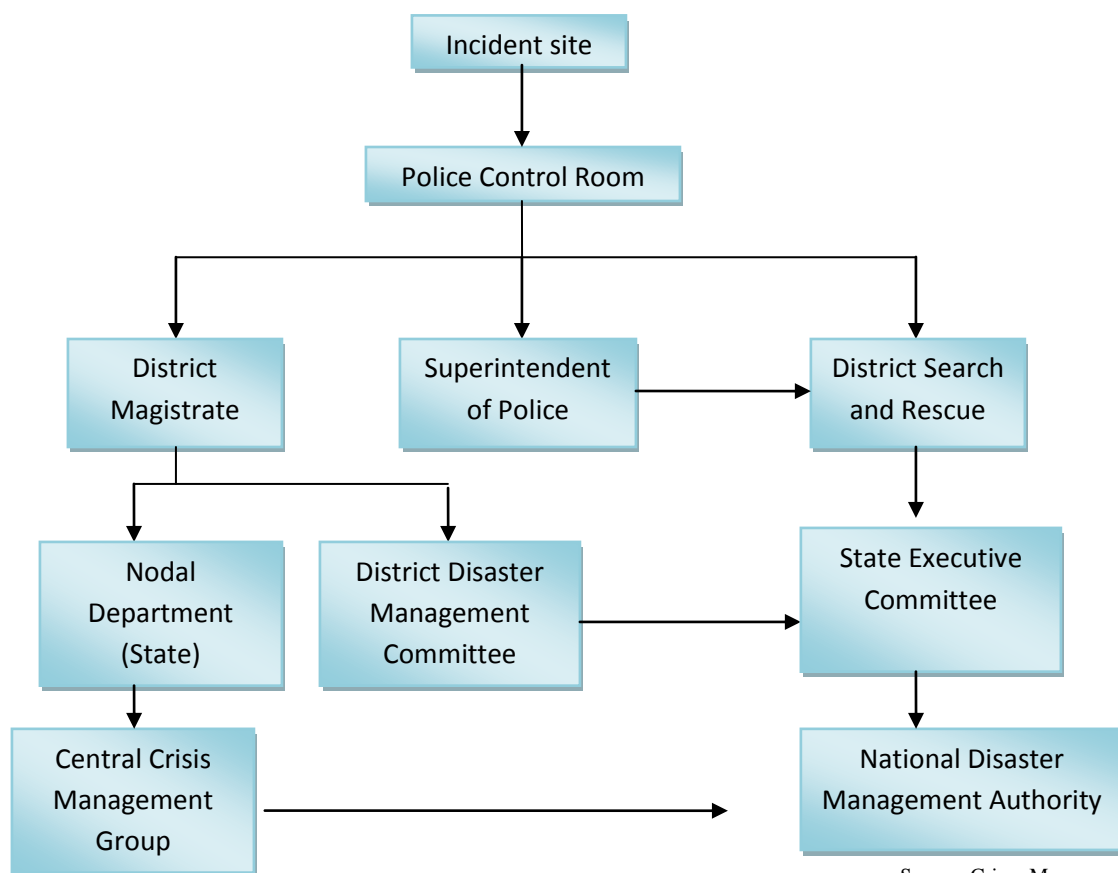 Incident site
Police Control Room
District
Magistrate
Superintendent
of Police
District Search
and Rescue
Nodal
Department
(State)
District Disaster
Management
Committee
State Executive
Committee
Central Crisis
Management
Group
National Disaster
Management Authority